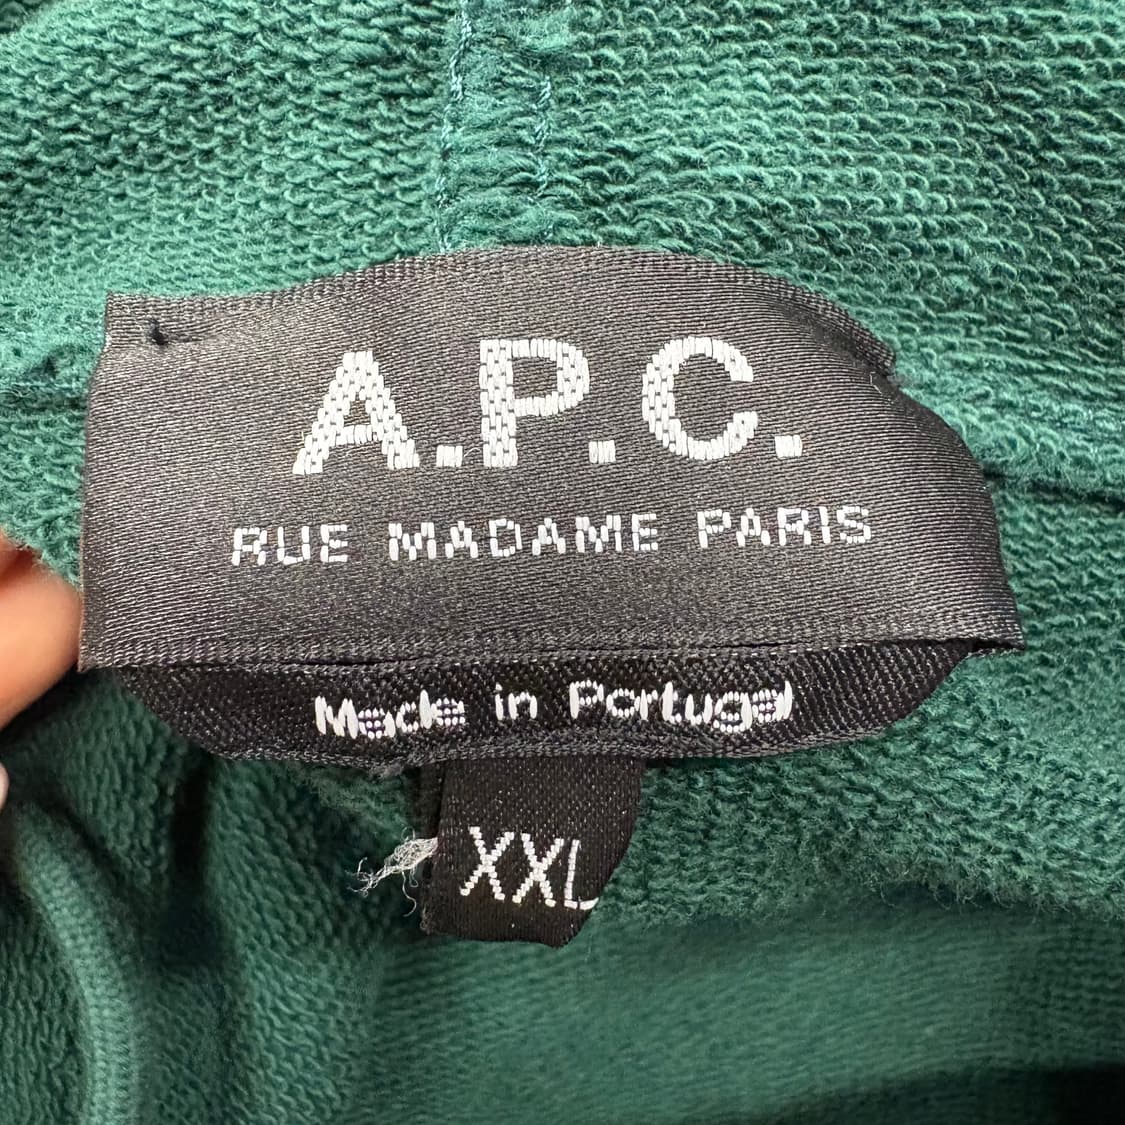 A.P.C.
RUE MADAME PARIS
Made in Portugal
XXL